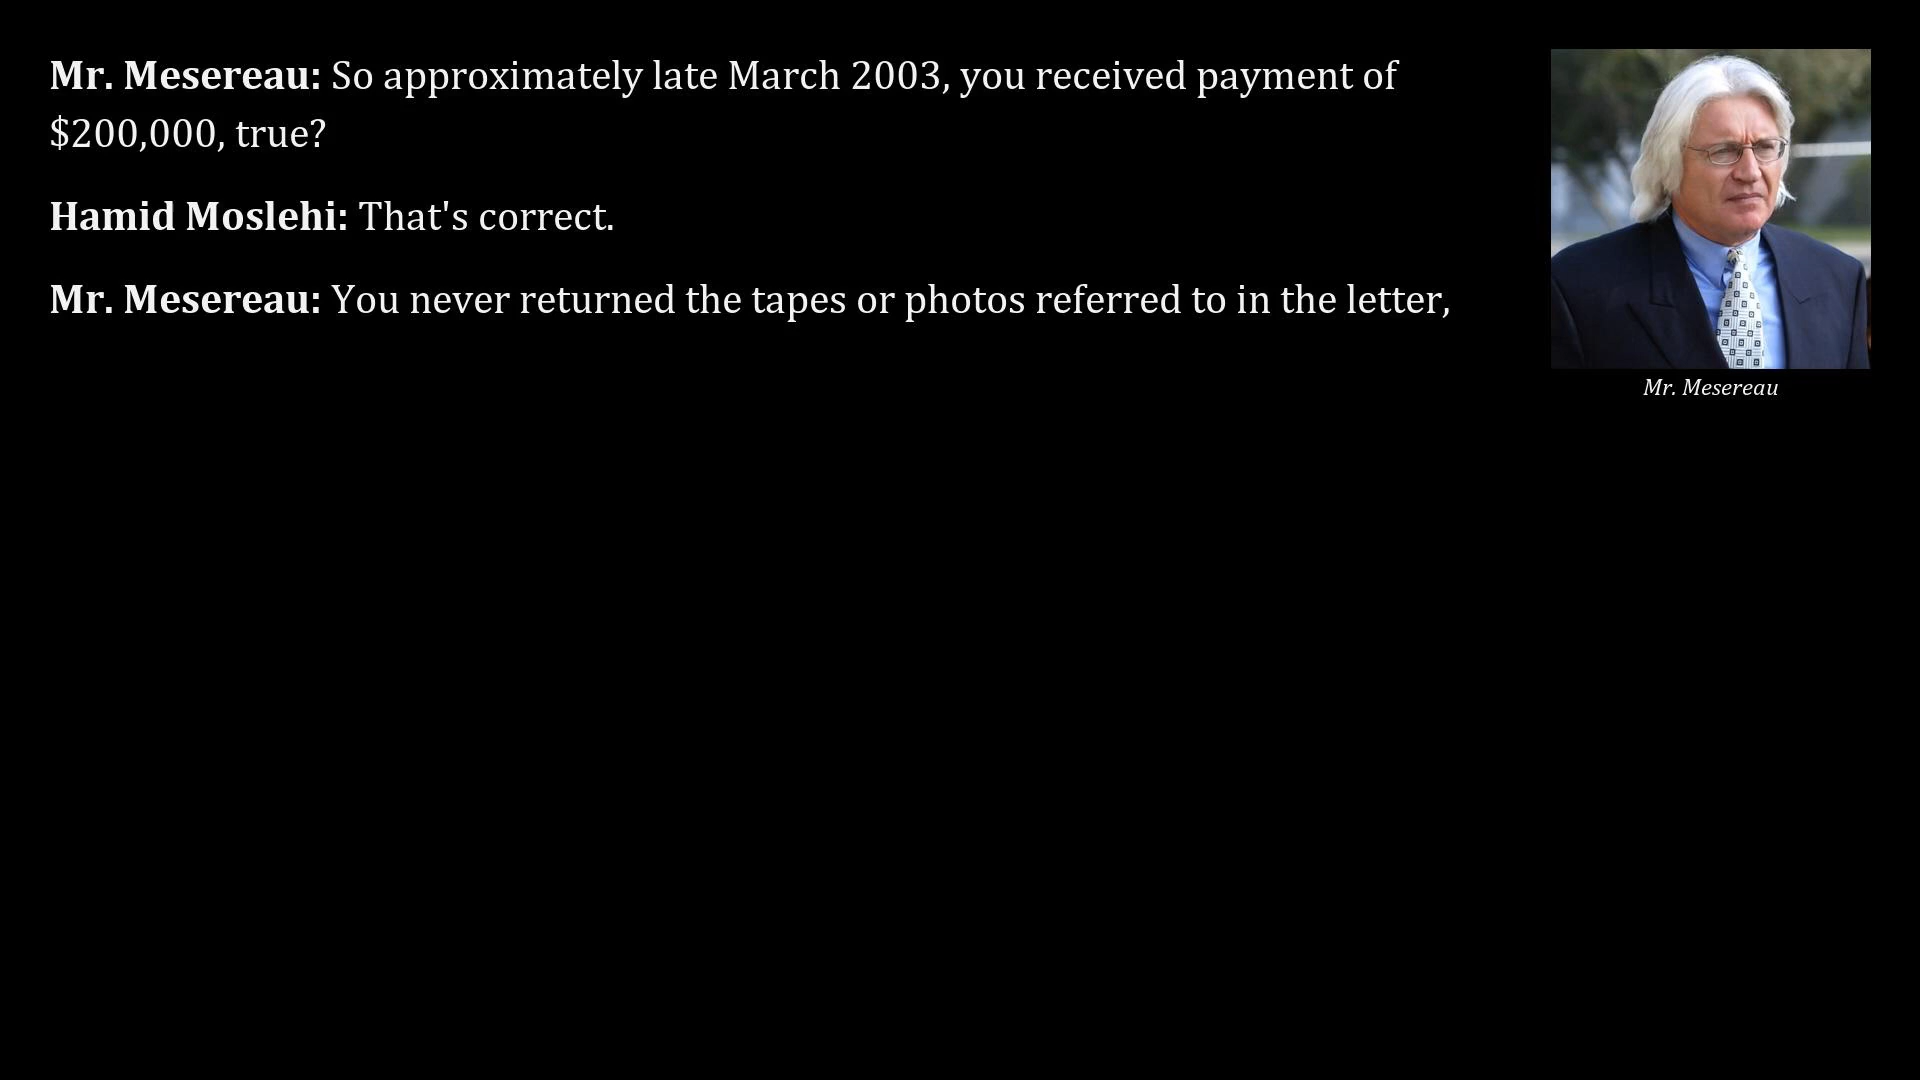 Mr. Mesereau: So approximately late March 2003, you received payment of
$200,000, true?
Hamid Moslehi: That's correct.
Mr. Mesereau: You never returned the tapes or photos referred to in the letter,
Mr. Mesereau